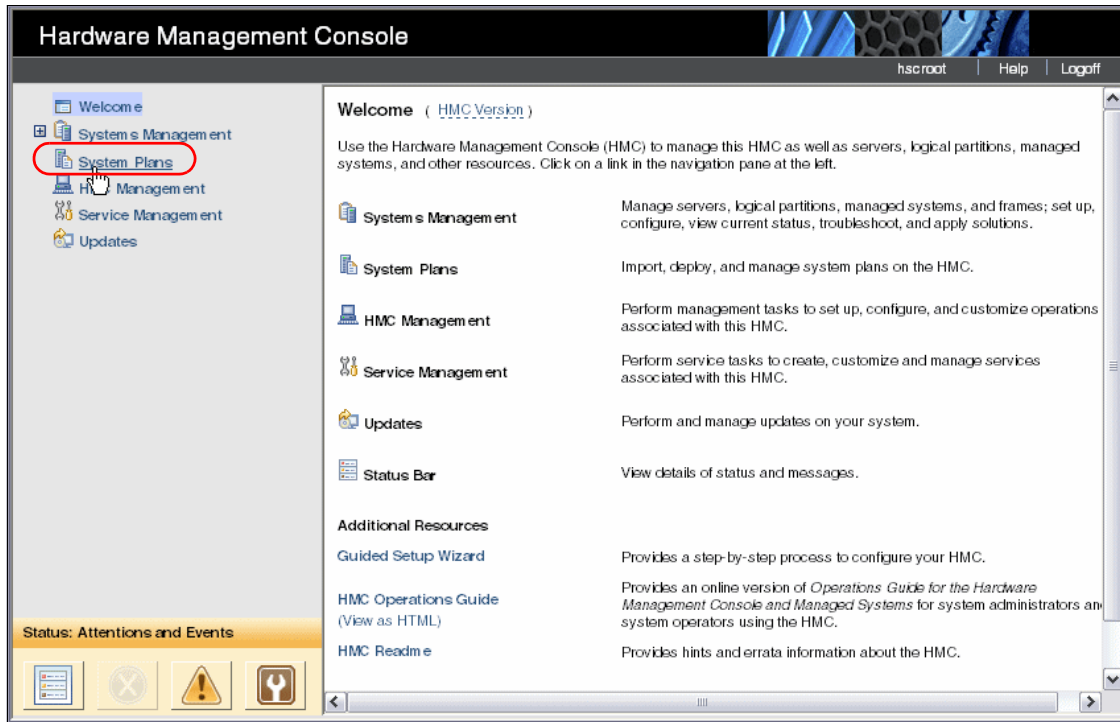 Hardware Management Console
hscroot | Help | Logoff
Welcome
Systems Management
System Plans
Management
Service Management
Updates
Status: Attentions and Events
Welcome ( HMC Version )
Use the Hardware Management Console (HMC) to manage this HMC as well as servers, logical partitions, managed
systems, and other resources. Click on a link in the navigation pane at the left.
Systems Management
Manage servers, logical partitions, managed systems, and frames; set up,
configure, view current status, troubleshoot, and apply solutions.
System Plans
Import, deploy, and manage system plans on the HMC.
HMC Management
Perform management tasks to set up, configure, and customize operations
associated with this HMC.
Service Management
Perform service tasks to create, customize and manage services
associated with this HMC.
Updates
Perform and manage updates on your system.
Status Bar
View details of status and messages.
Additional Resources
Guided Setup Wizard
Provides a step-by-step process to configure your HMC.
HMC Operations Guide
(View as HTML)
Provides an online version of Operations Guide for the Hardware
Management Console and Managed Systems for system administrators an
system operators using the HMC.
HMC Readme
Provides hints and errata information about the HMC.